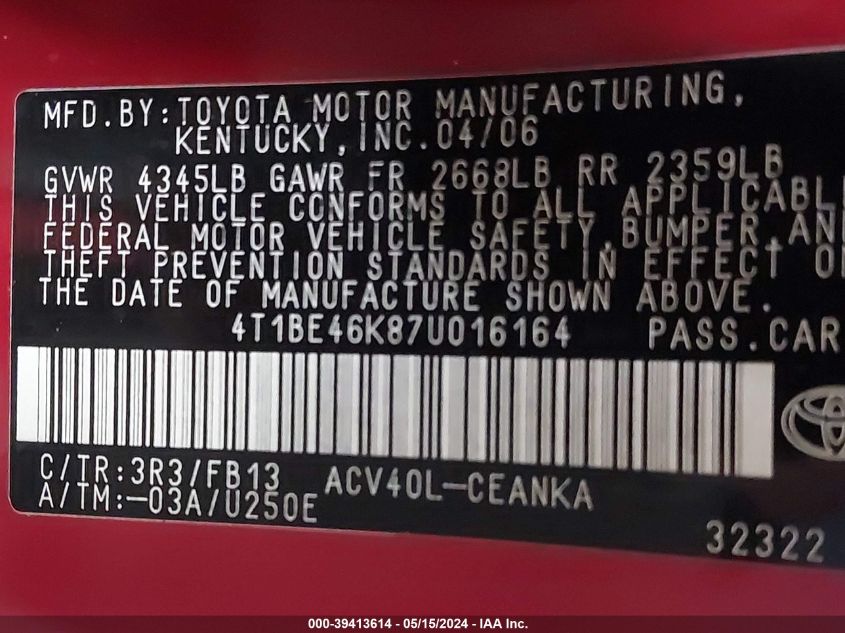 MFD.BY:TOYOTA MOTOR MANUFACTURING,
KENTUCKY,INC.04/06
GVWR 4345LB GAWR FR 2668LB RR 2359LB
THIS VEHICLE CONFORMS TO ALL APPLICABL
FEDERAL MOTOR VEHICLE SAFETY,BUMPER,AN
THEFT PREVENTION STANDARDS IN EFFECT O
THE DATE OF MANUFACTURE SHOWN ABOVE.
4T1BE46K87U016164 PASS.CAR
C/TR:3R3/FB13 ACV40L-CEANKA
A/TM:-03A/U250E
32322
000-39413614 - 05/15/2024 - IAA Inc.